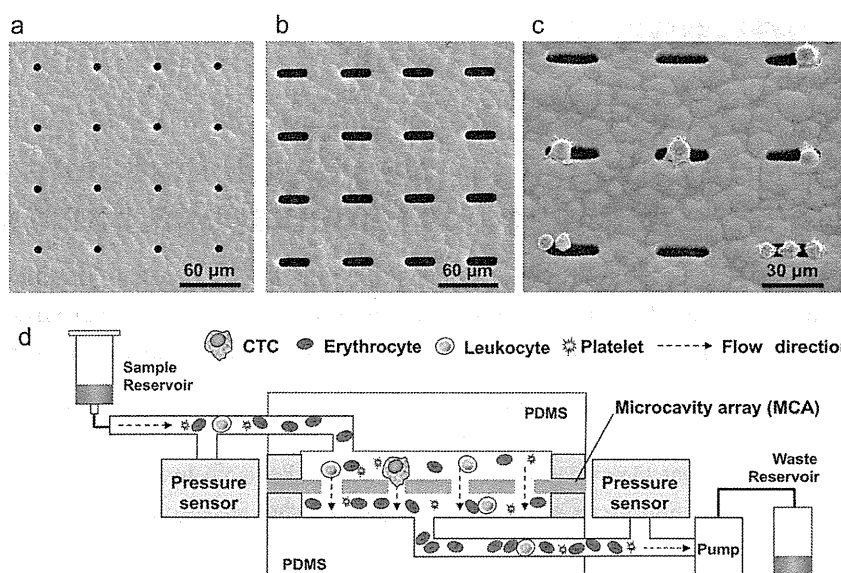 a
b
c
60 µm
60 µm
30 µm
d
CTC
Erythrocyte
Leukocyte
Platelet
Flow direction
Sample
Reservoir
PDMS
Microcavity array (MCA)
Pressure
sensor
Pressure
sensor
Waste
Reservoir
Pump
PDMS